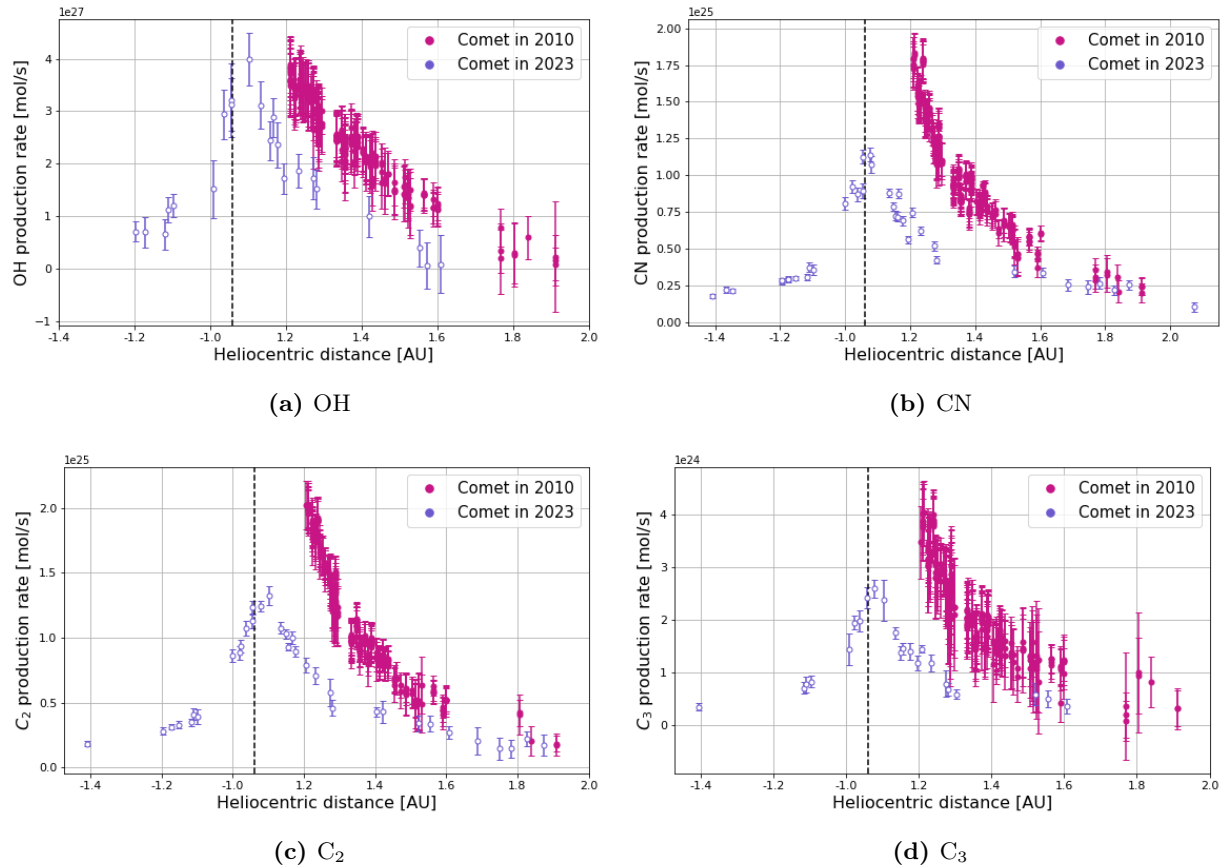 1e27
Comet in 2010
Comet in 2023
OH production rate [mol/s]
4
3
2
1
0
−1
-1.4 -1.2 -1.0 1.2 1.4 1.6 1.8 2.0
Heliocentric distance [AU]
(a) OH
1e25
Comet in 2010
Comet in 2023
CN production rate [mol/s]
2.00
1.75
1.50
1.25
1.00
0.75
0.50
0.25
0.00
-1.4 -1.2 -1.0 1.2 1.4 1.6 1.8 2.0
Heliocentric distance [AU]
(b) CN
1e25
Comet in 2010
Comet in 2023
C₂ production rate [mol/s]
2.0
1.5
1.0
0.5
0.0
-1.4 -1.2 -1.0 1.2 1.4 1.6 1.8 2.0
Heliocentric distance [AU]
(c) C₂
1e24
Comet in 2010
Comet in 2023
C₃ production rate [mol/s]
4
2
0
-1.4 -1.2 -1.0 1.2 1.4 1.6 1.8 2.0
Heliocentric distance [AU]
(d) C₃